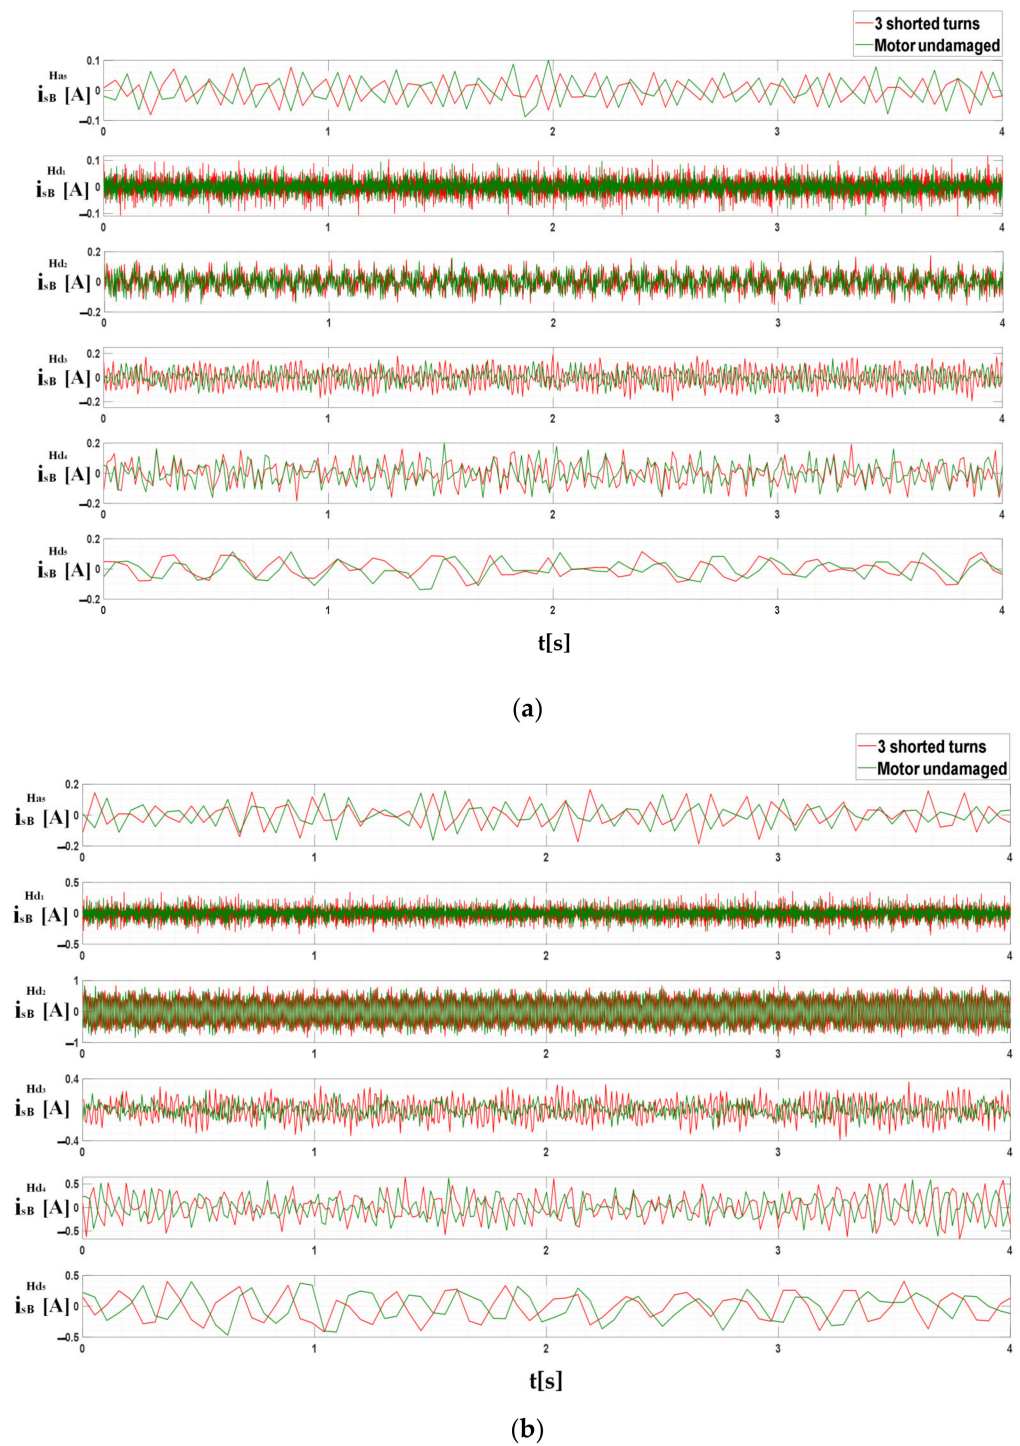 3 shorted turns
Motor undamaged
Ha₅
isB [A]
0.1
0
−0.1
0 1 2 3 4
Hd₁
isB [A]
0.1
0
−0.1
0 1 2 3 4
Hd₂
isB [A]
0.2
0
−0.2
0 1 2 3 4
Hd₃
isB [A]
0.2
0
−0.2
0 1 2 3 4
Hd₄
isB [A]
0.2
0
−0.2
0 1 2 3 4
Hd₅
isB [A]
0.2
0
−0.2
0 1 2 3 4
t[s]
(a)
3 shorted turns
Motor undamaged
Ha₅
isB [A]
0.2
0
−0.2
0 1 2 3 4
Hd₁
isB [A]
0.5
0
−0.5
0 1 2 3 4
Hd₂
isB [A]
1
0
−1
0 1 2 3 4
Hd₃
isB [A]
0.4
−0.4
0 1 2 3 4
Hd₄
isB [A]
0.5
0
−0.5
0 1 2 3 4
Hd₅
isB [A]
0.5
0
−0.5
0 1 2 3 4
t[s]
(b)